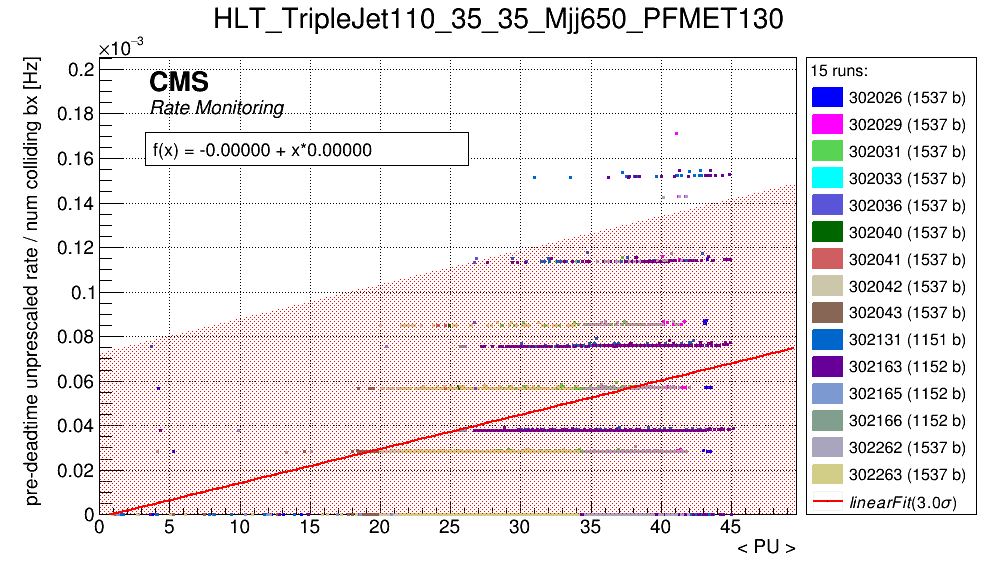 HLT_TripleJet110_35_35_Mjj650_PFMET130
×10⁻³
pre-deadtime unprescaled rate / num colliding bx [Hz]
0.2
0.18
0.16
0.14
0.12
0.1
0.08
0.06
0.04
0.02
0
CMS
Rate Monitoring
f(x) = -0.00000 + x*0.00000
0 5 10 15 20 25 30 35 40 45
< PU >
15 runs:
302026 (1537 b)
302029 (1537 b)
302031 (1537 b)
302033 (1537 b)
302036 (1537 b)
302040 (1537 b)
302041 (1537 b)
302042 (1537 b)
302043 (1537 b)
302131 (1151 b)
302163 (1152 b)
302165 (1152 b)
302166 (1152 b)
302262 (1537 b)
302263 (1537 b)
linearFit(3.0σ)